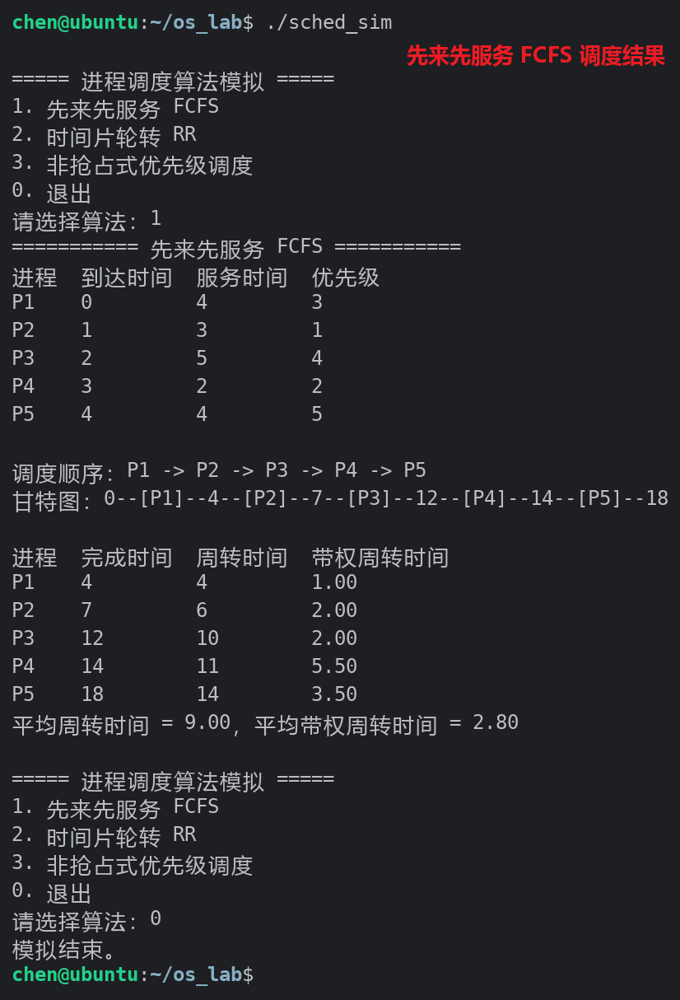 chen@ubuntu:~/os_lab$ ./sched_sim
先来先服务 FCFS 调度结果
===== 进程调度算法模拟 =====
1. 先来先服务 FCFS
2. 时间片轮转 RR
3. 非抢占式优先级调度
0. 退出
请选择算法: 1
=========== 先来先服务 FCFS ===========
进程  到达时间  服务时间  优先级
P1    0         4         3
P2    1         3         1
P3    2         5         4
P4    3         2         2
P5    4         4         5
调度顺序: P1 -> P2 -> P3 -> P4 -> P5
甘特图: 0--[P1]--4--[P2]--7--[P3]--12--[P4]--14--[P5]--18
进程  完成时间  周转时间  带权周转时间
P1    4         4         1.00
P2    7         6         2.00
P3    12        10        2.00
P4    14        11        5.50
P5    18        14        3.50
平均周转时间 = 9.00, 平均带权周转时间 = 2.80
===== 进程调度算法模拟 =====
1. 先来先服务 FCFS
2. 时间片轮转 RR
3. 非抢占式优先级调度
0. 退出
请选择算法: 0
模拟结束。
chen@ubuntu:~/os_lab$